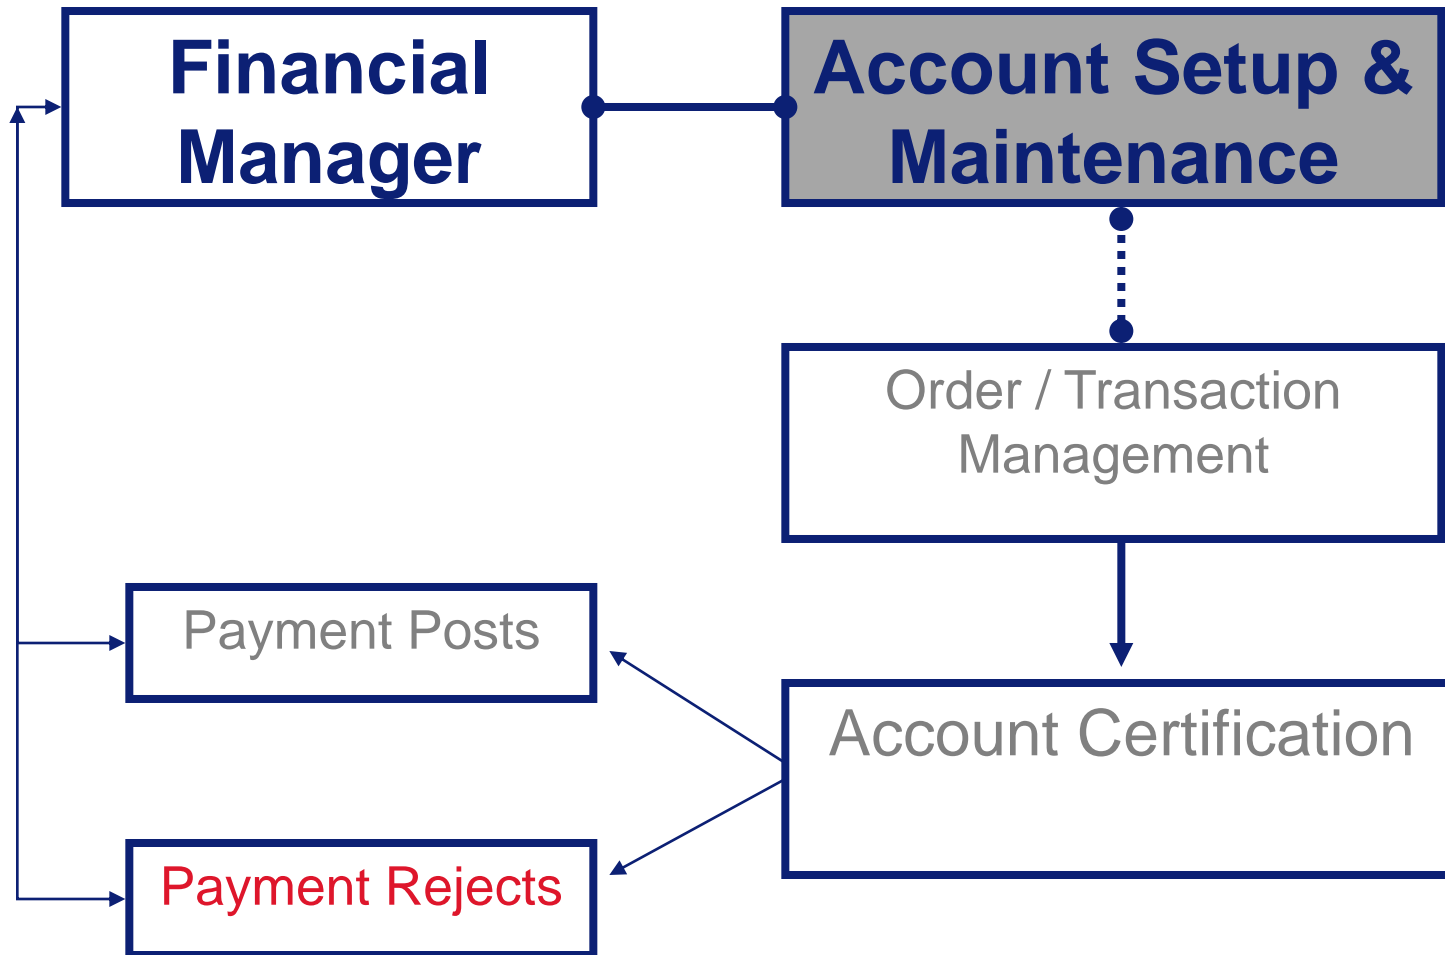 Financial
Manager
Account Setup &
Maintenance
Order / Transaction
Management
Payment Posts
Account Certification
Payment Rejects